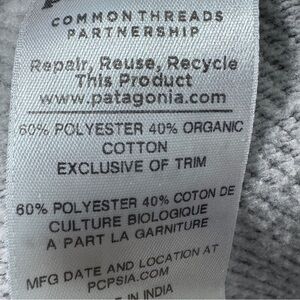 COMMON THREADS
PARTNERSHIP
Repair, Reuse, Recycle
This Product
www.patagonia.com
60% POLYESTER 40% ORGANIC
COTTON
EXCLUSIVE OF TRIM
60% POLYESTER 40% COTON DE
CULTURE BIOLOGIQUE
A PART LA GARNITURE
MFG DATE AND LOCATION AT
PCPSIA.COM
IN INDIA